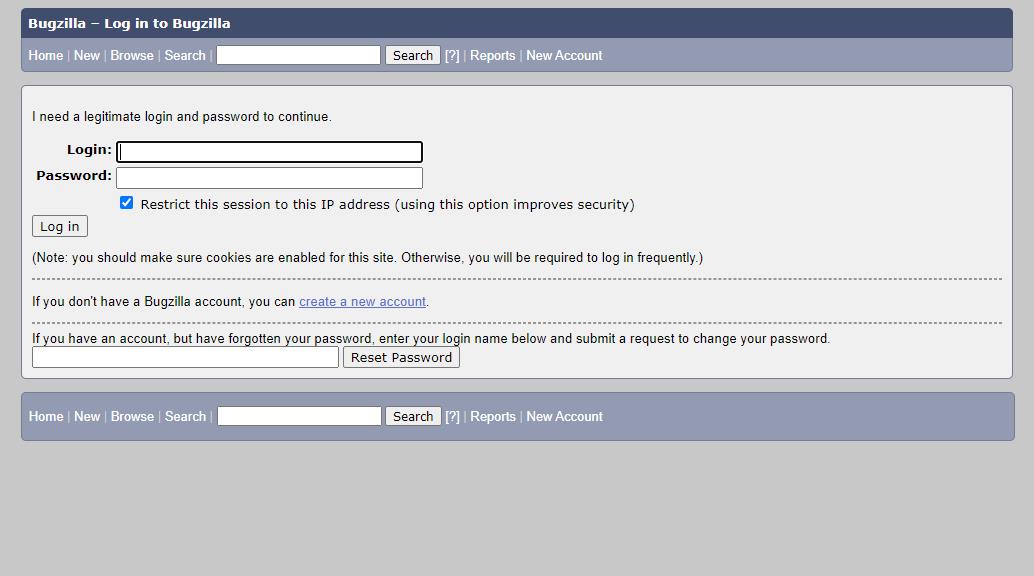 Bugzilla – Log in to Bugzilla
Home | New | Browse | Search | Search [?] | Reports | New Account
I need a legitimate login and password to continue.
Login:
Password:
Restrict this session to this IP address (using this option improves security)
Log in
(Note: you should make sure cookies are enabled for this site. Otherwise, you will be required to log in frequently.)
If you don't have a Bugzilla account, you can create a new account.
If you have an account, but have forgotten your password, enter your login name below and submit a request to change your password.
Reset Password
Home | New | Browse | Search | Search [?] | Reports | New Account